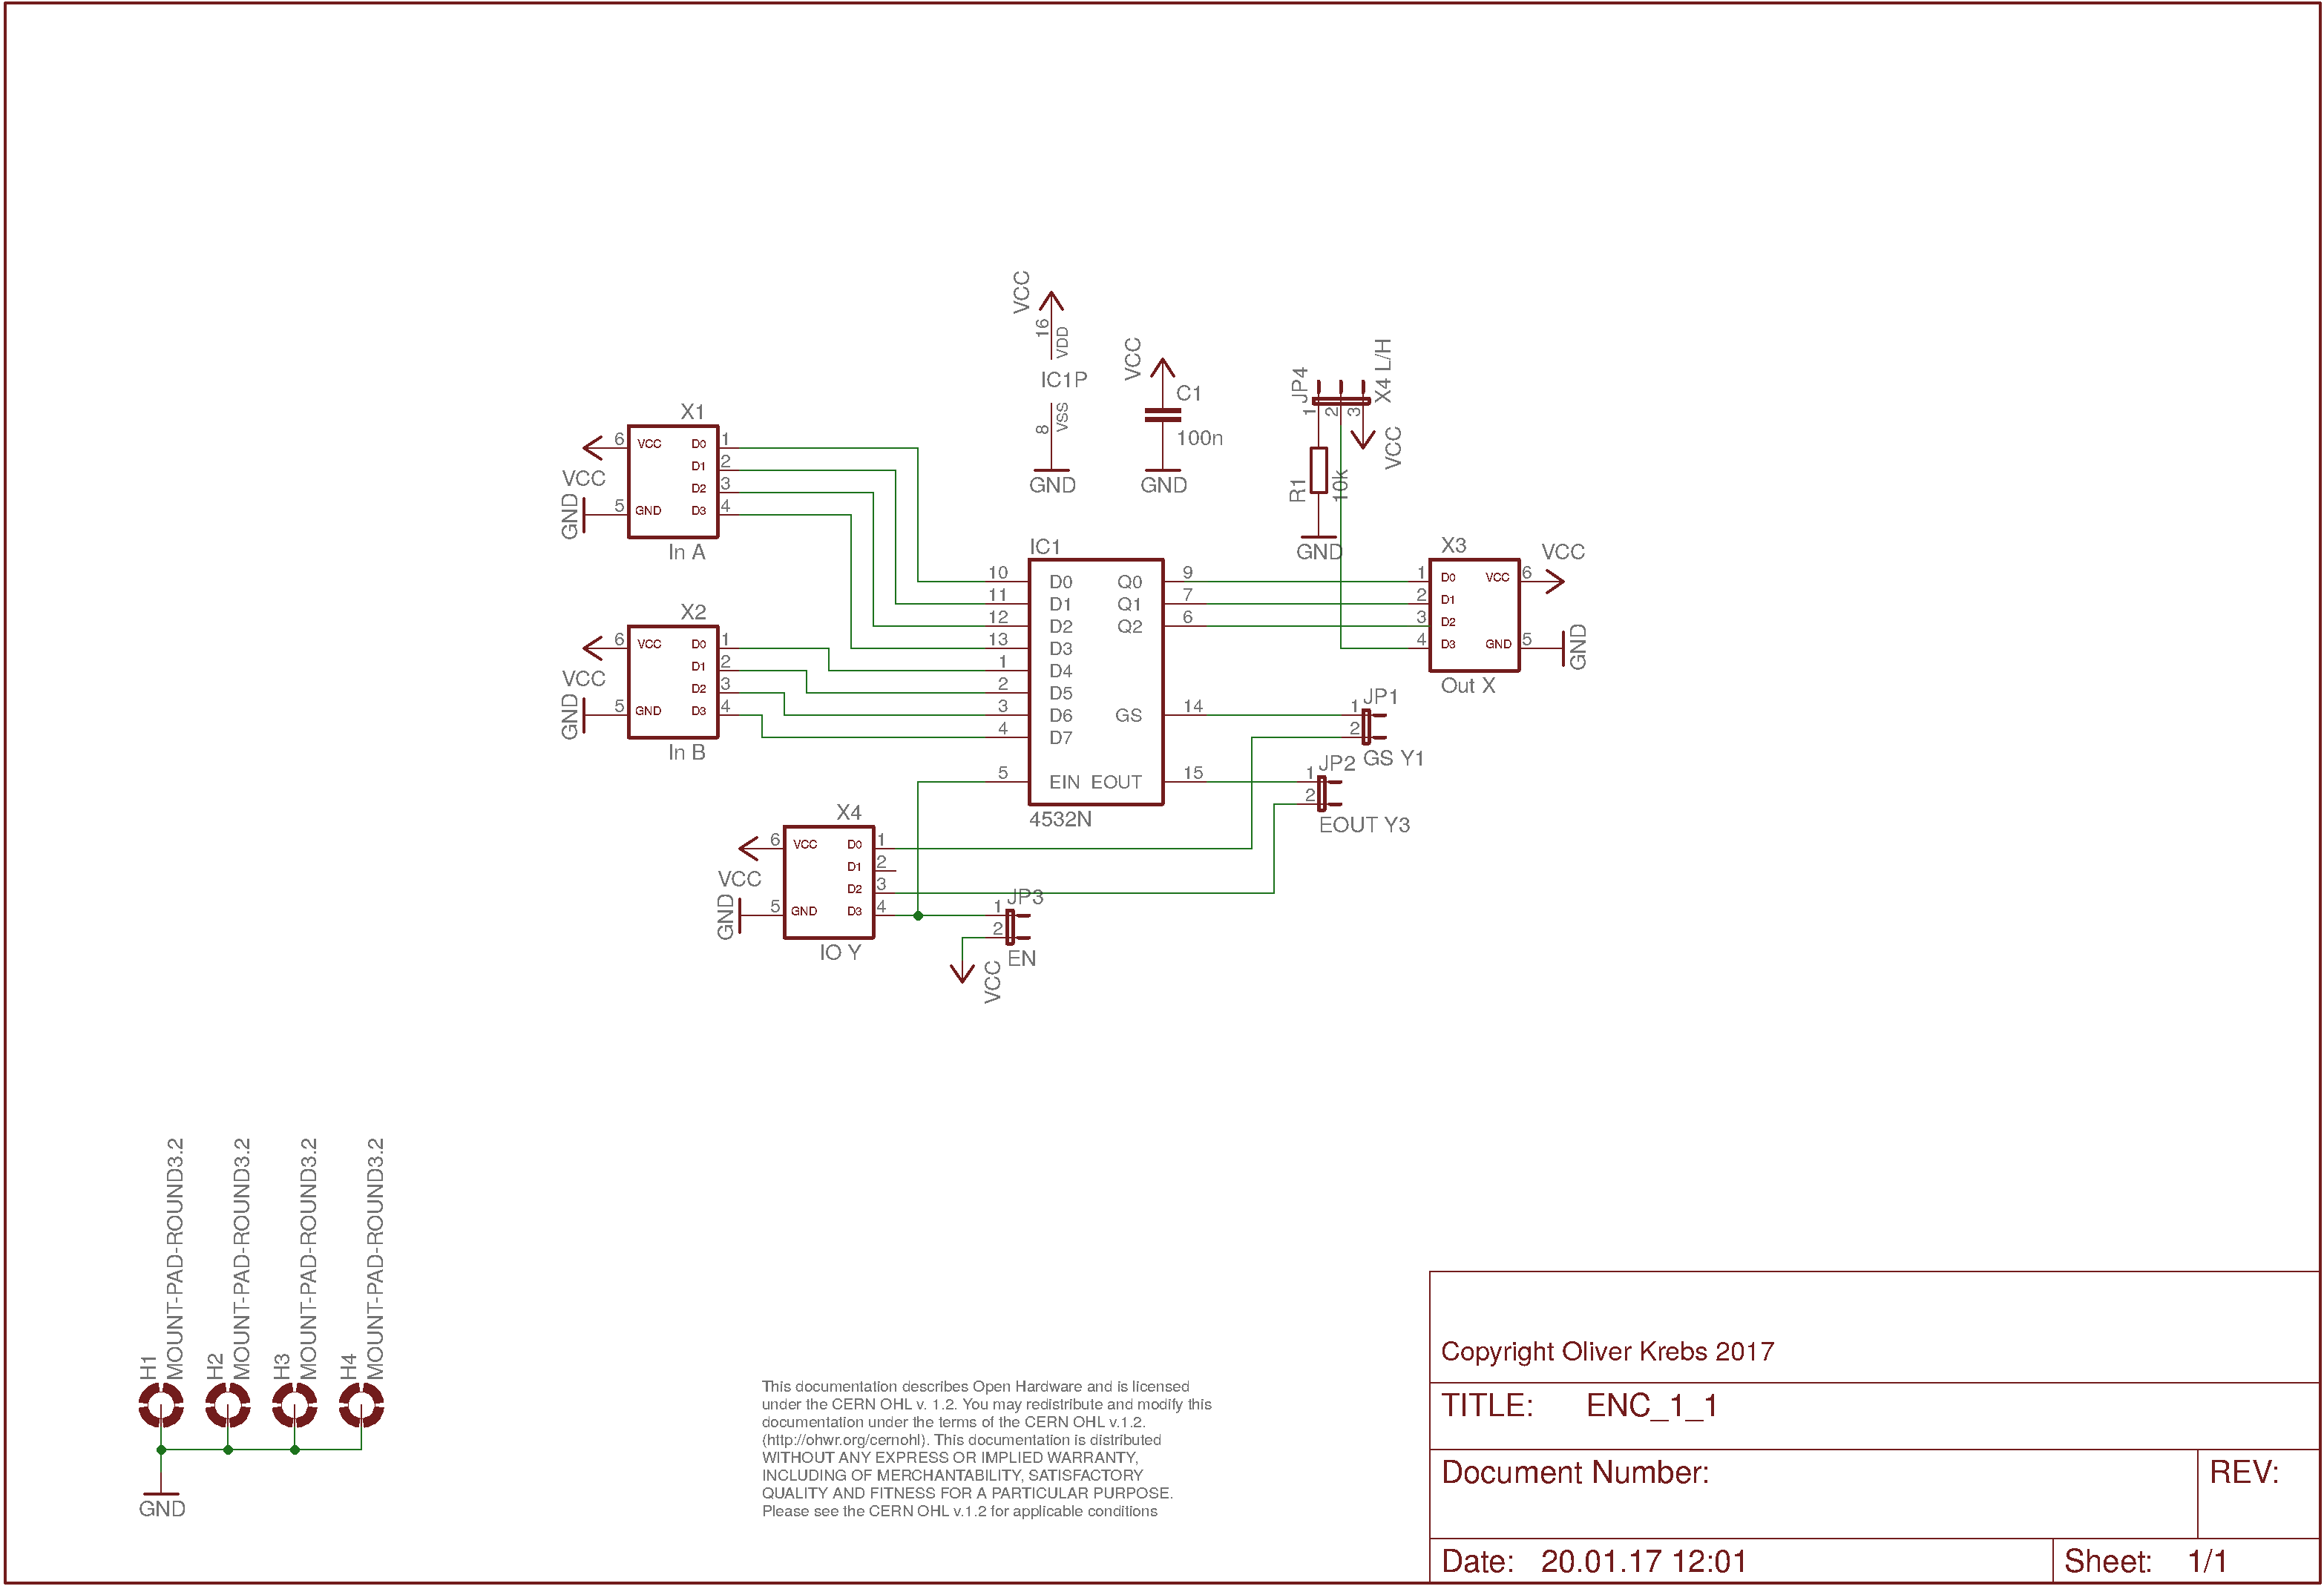 VCC
16
VDD
IC1P
8
VSS
GND
VCC
C1
100n
GND
JP4
1
2
3
X4 L/H
VCC
R1
10k
GND
X1
6
VCC
D0
1
D1
2
D2
3
5
GND
D3
4
VCC
GND
In A
X2
6
VCC
D0
1
D1
2
D2
3
5
GND
D3
4
VCC
GND
In B
IC1
10
D0
Q0
9
11
D1
Q1
7
12
D2
Q2
6
13
D3
1
D4
2
D5
3
D6
GS
14
4
D7
5
EIN
EOUT
15
4532N
X3
1
D0
VCC
6
2
D1
3
D2
4
D3
GND
5
VCC
GND
Out X
JP1
1
2
GS Y1
JP2
1
2
EOUT Y3
X4
6
VCC
D0
1
D1
2
D2
3
5
GND
D3
4
VCC
GND
IO Y
JP3
1
2
EN
VCC
H1
MOUNT-PAD-ROUND3.2
H2
MOUNT-PAD-ROUND3.2
H3
MOUNT-PAD-ROUND3.2
H4
MOUNT-PAD-ROUND3.2
GND
This documentation describes Open Hardware and is licensed
under the CERN OHL v. 1.2. You may redistribute and modify this
documentation under the terms of the CERN OHL v.1.2.
(http://ohwr.org/cernohl). This documentation is distributed
WITHOUT ANY EXPRESS OR IMPLIED WARRANTY,
INCLUDING OF MERCHANTABILITY, SATISFACTORY
QUALITY AND FITNESS FOR A PARTICULAR PURPOSE.
Please see the CERN OHL v.1.2 for applicable conditions
Copyright Oliver Krebs 2017
TITLE: ENC_1_1
Document Number:
REV:
Date: 20.01.17 12:01
Sheet: 1/1